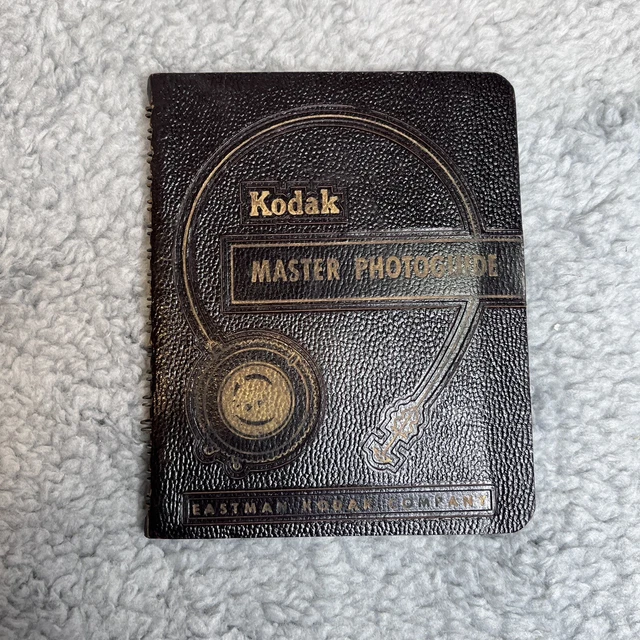 Kodak
MASTER PHOTOGUIDE
EASTMAN KODAK COMPANY